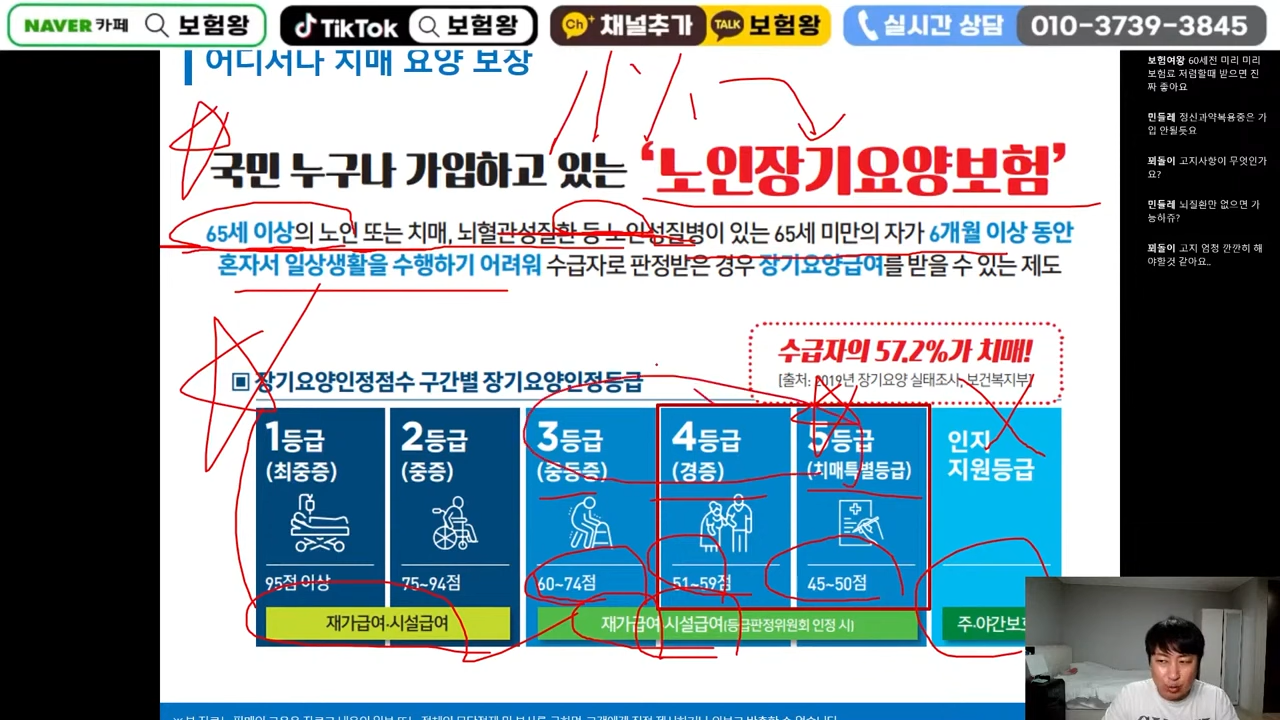 NAVER 카페 보험왕
TikTok 보험왕
Ch+ 채널추가 TALK 보험왕
실시간 상담 010-3739-3845
어디서나 치매 요양 보장
국민 누구나 가입하고 있는 ‘노인장기요양보험’
65세 이상의 노인 또는 치매, 뇌혈관성질환 등 노인성질병이 있는 65세 미만의 자가 6개월 이상 동안
혼자서 일상생활을 수행하기 어려워 수급자로 판정받은 경우 장기요양급여를 받을 수 있는 제도
수급자의 57.2%가 치매!
[출처: 2019년 장기요양 실태조사, 보건복지부]
장기요양인정점수 구간별 장기요양인정등급
1등급
(최중증)
95점 이상
2등급
(중증)
75~94점
재가급여·시설급여
3등급
(중등증)
60~74점
4등급
(경증)
51~59점
5등급
(치매특별등급)
45~50점
재가급여·시설급여(등급판정위원회 인정 시)
인지
지원등급
주·야간보호
보험여왕 60세전 미리 미리
보험료 저렴할때 받으면 진
짜 좋아요
민들레 정신과약복용중은 가
입 안될듯요
꾀돌이 고지사항이 무엇인가
요?
민들레 뇌질환만 없으면 가
능하쥬?
꾀돌이 고지 엄청 깐깐히 해
야할것 같아요..